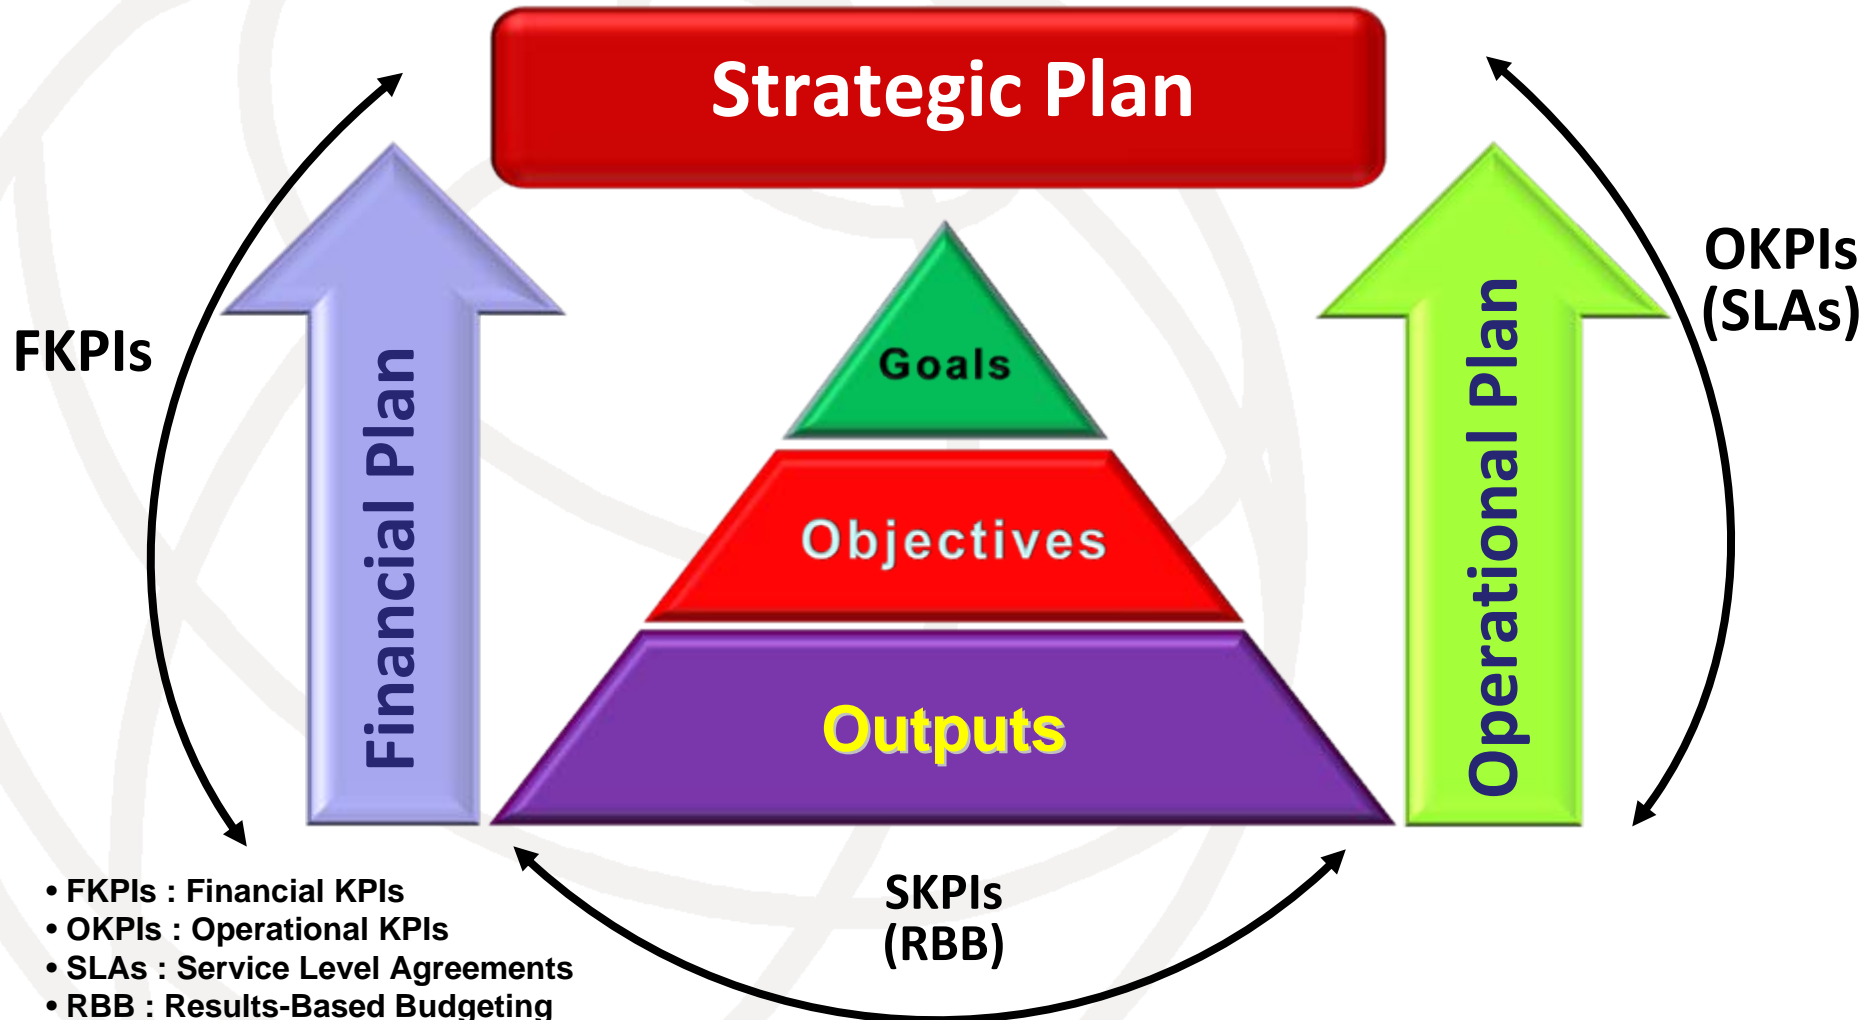 Strategic Plan
FKPIs
Financial Plan
Goals
Objectives
Outputs
Operational Plan
OKPIs
(SLAs)
SKPIs
(RBB)
• FKPIs : Financial KPIs
• OKPIs : Operational KPIs
• SLAs : Service Level Agreements
• RBB : Results-Based Budgeting